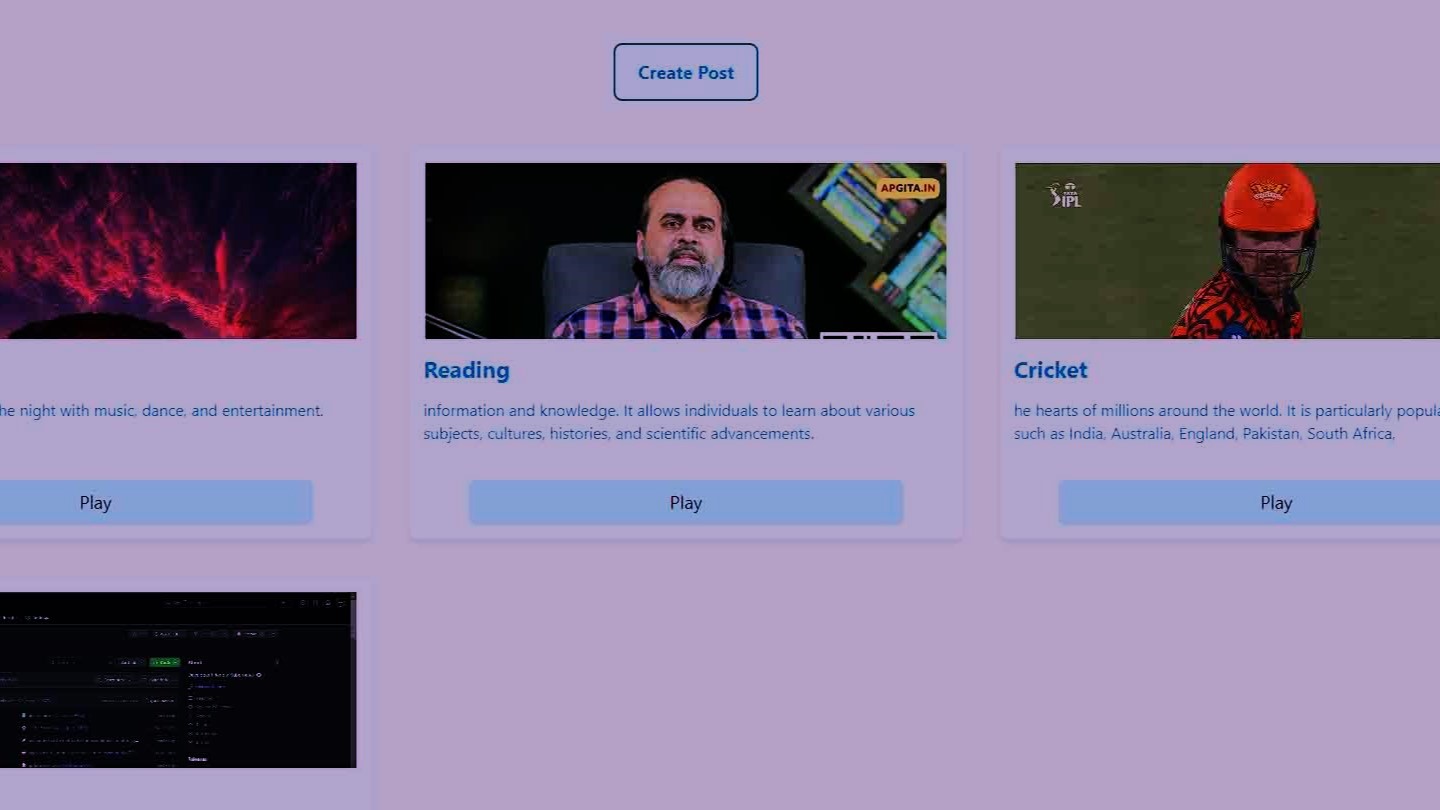 Create Post
APGITA.IN
TATA
IPL
Reading
Cricket
he night with music, dance, and entertainment.
information and knowledge. It allows individuals to learn about various
subjects, cultures, histories, and scientific advancements.
he hearts of millions around the world. It is particularly popula
such as India, Australia, England, Pakistan, South Africa,
Play
Play
Play